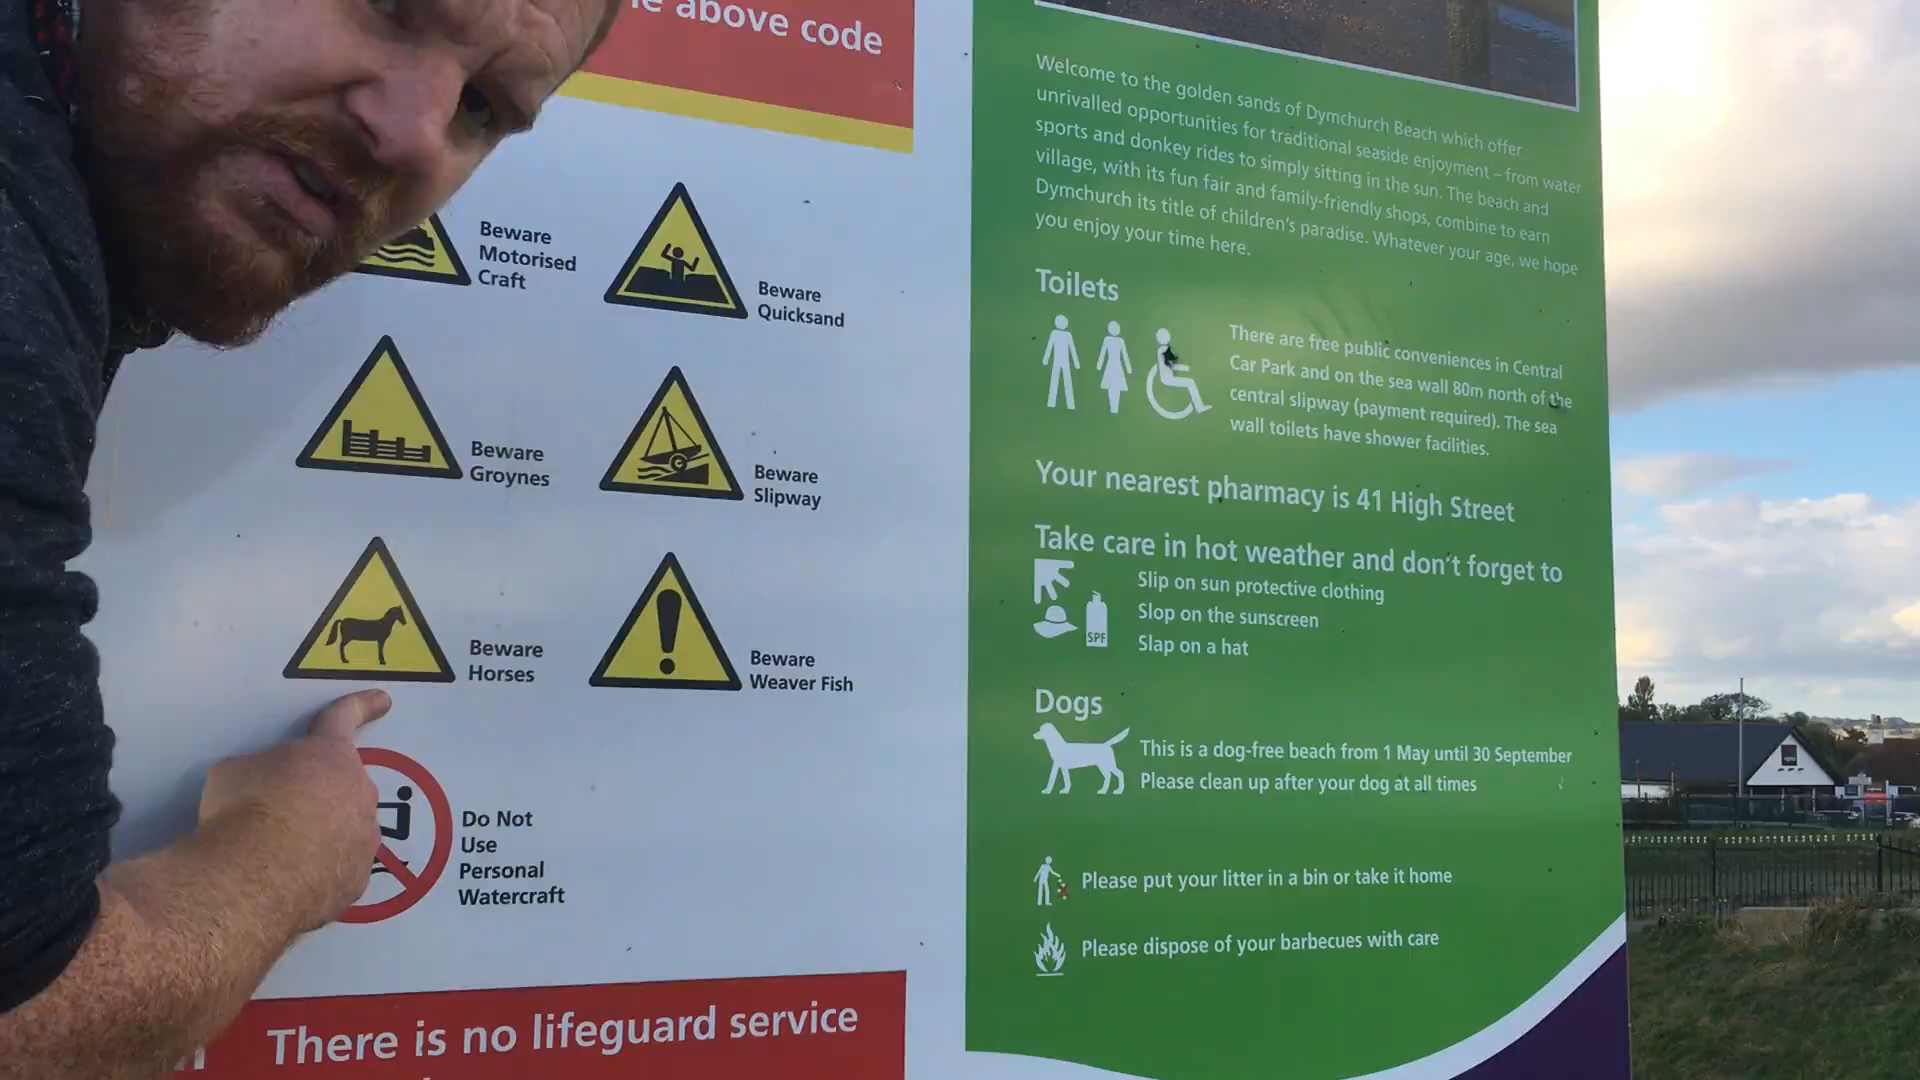 e above code
Beware
Motorised
Craft
Beware
Quicksand
Beware
Groynes
Beware
Slipway
Beware
Horses
Beware
Weaver Fish
Do Not
Use
Personal
Watercraft
There is no lifeguard service
Welcome to the golden sands of Dymchurch Beach which offer
unrivalled opportunities for traditional seaside enjoyment – from water
sports and donkey rides to simply sitting in the sun. The beach and
village, with its fun fair and family-friendly shops, combine to earn
Dymchurch its title of children's paradise. Whatever your age, we hope
you enjoy your time here.
Toilets
There are free public conveniences in Central
Car Park and on the sea wall 80m north of the
central slipway (payment required). The sea
wall toilets have shower facilities.
Your nearest pharmacy is 41 High Street
Take care in hot weather and don't forget to
Slip on sun protective clothing
Slop on the sunscreen
Slap on a hat
SPF
Dogs
This is a dog-free beach from 1 May until 30 September
Please clean up after your dog at all times
Please put your litter in a bin or take it home
Please dispose of your barbecues with care